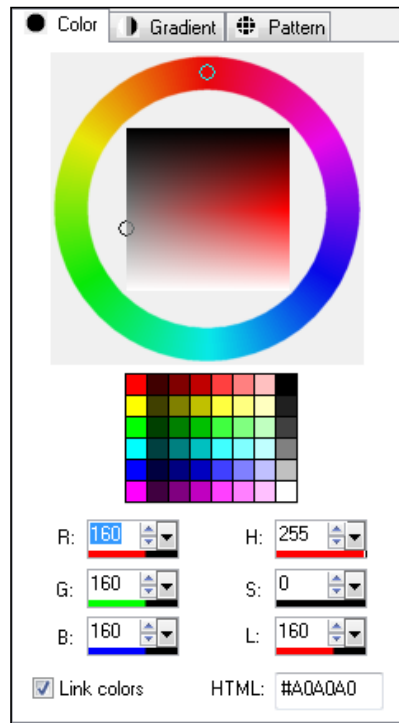 Color Gradient Pattern
R: 160 H: 255
G: 160 S: 0
B: 160 L: 160
Link colors HTML: #A0A0A0